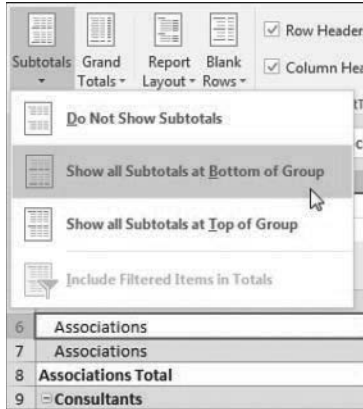 Subtotals Grand Totals Report Layout Blank Rows Row Header
Column Hea
Do Not Show Subtotals
Show all Subtotals at Bottom of Group
Show all Subtotals at Top of Group
Include Filtered Items in Totals
6 Associations
7 Associations
8 Associations Total
9 Consultants